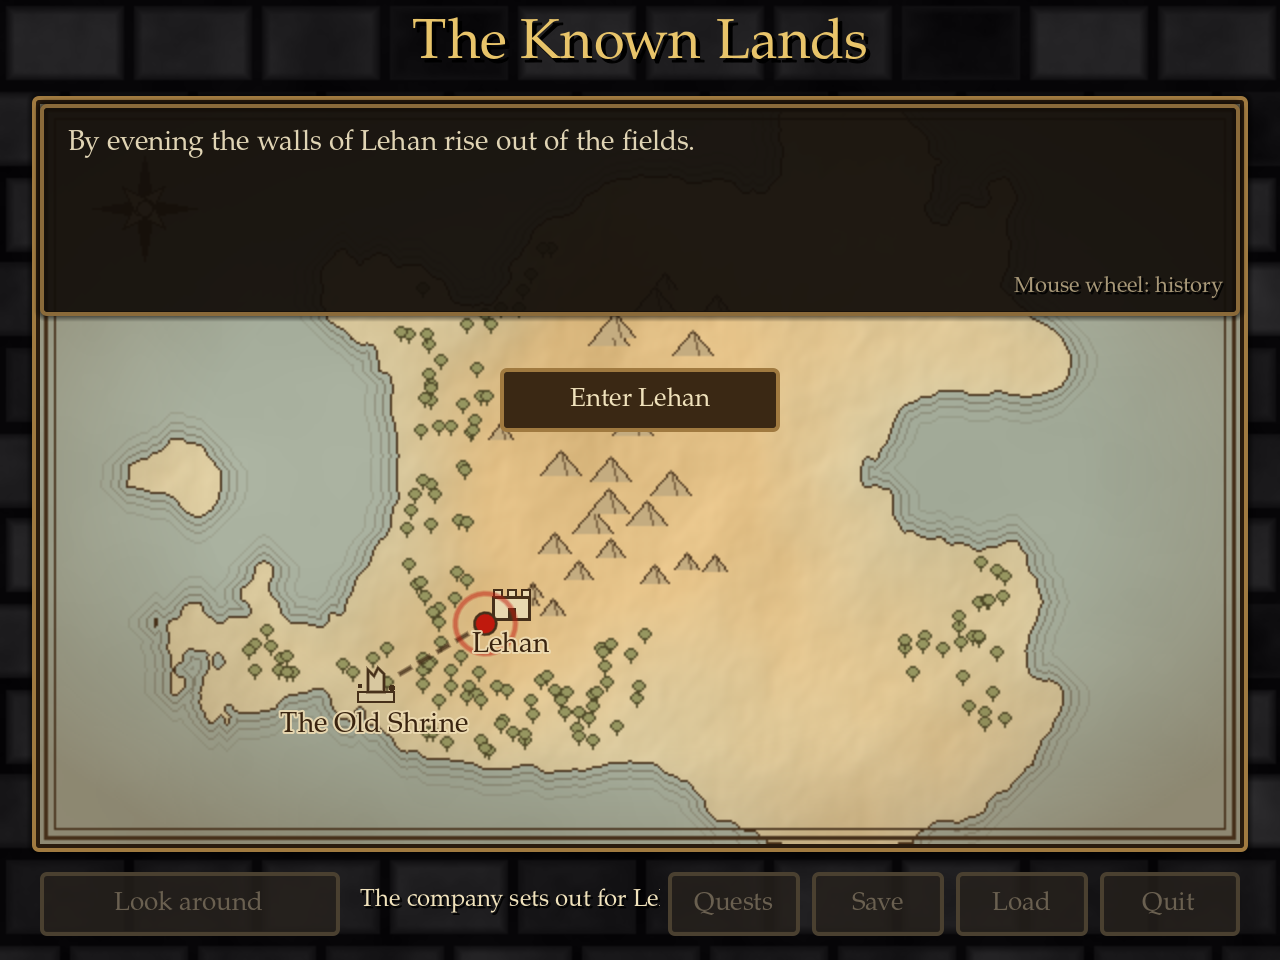 The Known Lands
By evening the walls of Lehan rise out of the fields.
Mouse wheel: history
Enter Lehan
Lehan
The Old Shrine
Look around
The company sets out for Le
Quests
Save
Load
Quit